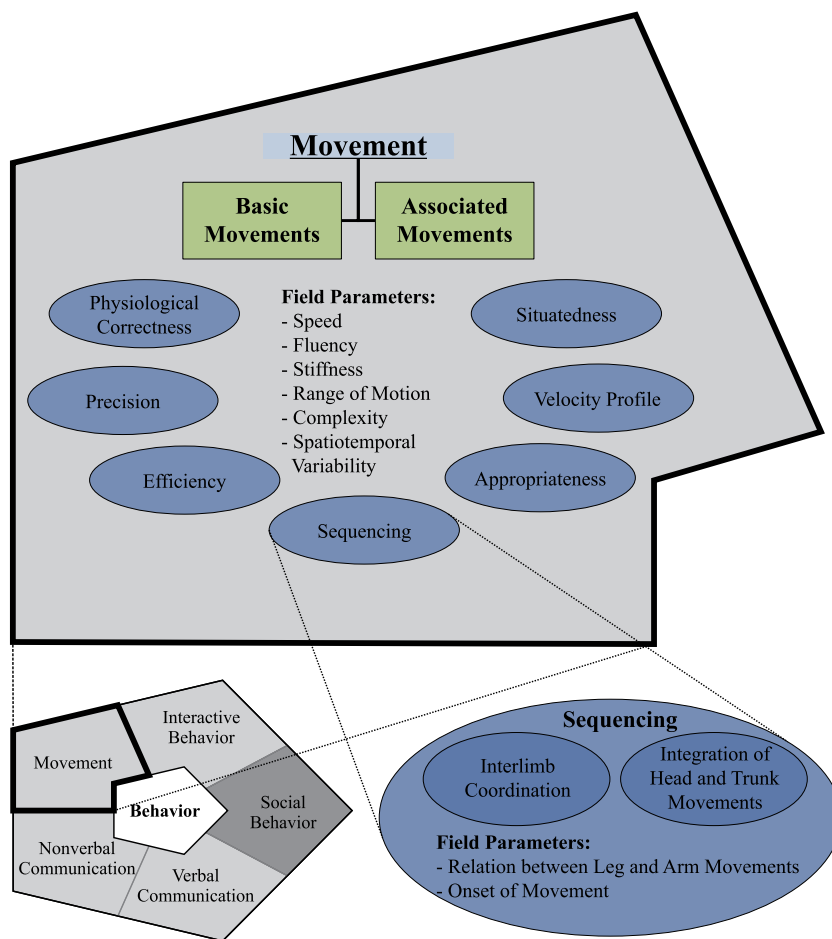 Movement
Basic
Movements
Associated
Movements
Physiological
Correctness
Precision
Efficiency
Field Parameters:
- Speed
- Fluency
- Stiffness
- Range of Motion
- Complexity
- Spatiotemporal
Variability
Situatedness
Velocity Profile
Appropriateness
Sequencing
Interactive
Behavior
Movement
Behavior
Social
Behavior
Nonverbal
Communication
Verbal
Communication
Sequencing
Interlimb
Coordination
Integration of
Head and Trunk
Movements
Field Parameters:
- Relation between Leg and Arm Movements
- Onset of Movement